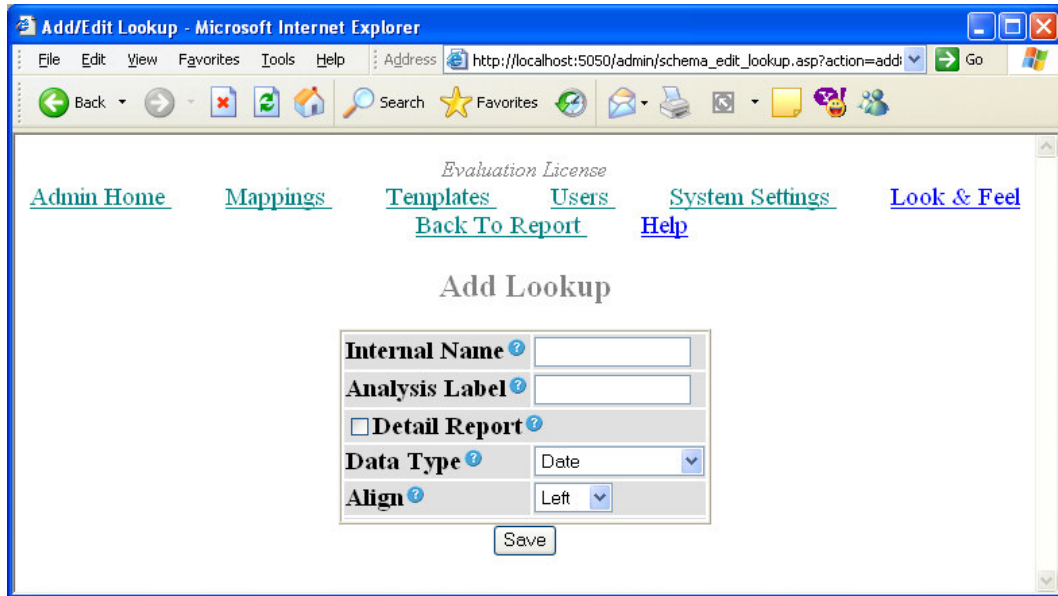 Add/Edit Lookup - Microsoft Internet Explorer
File Edit View Favorites Tools Help Address http://localhost:5050/admin/schema_edit_lookup.asp?action=add Go
Back Search Favorites
Evaluation License
Admin Home Mappings Templates Users System Settings Look & Feel
Back To Report Help
Add Lookup
Internal Name
Analysis Label
Detail Report
Data Type Date
Align Left
Save